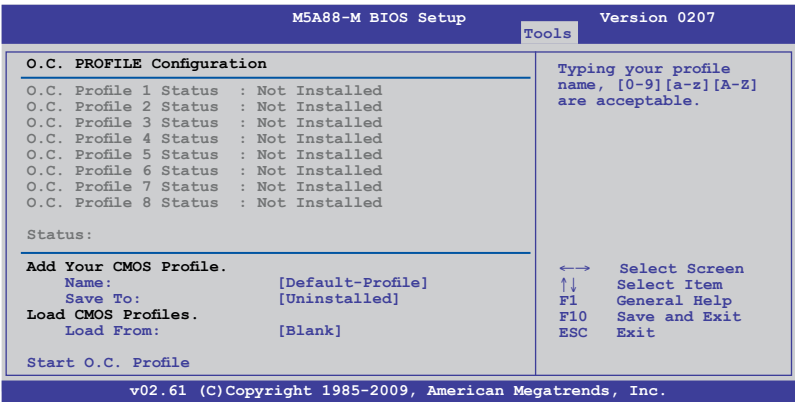 M5A88-M BIOS Setup Version 0207
Tools
O.C. PROFILE Configuration
O.C. Profile 1 Status : Not Installed
O.C. Profile 2 Status : Not Installed
O.C. Profile 3 Status : Not Installed
O.C. Profile 4 Status : Not Installed
O.C. Profile 5 Status : Not Installed
O.C. Profile 6 Status : Not Installed
O.C. Profile 7 Status : Not Installed
O.C. Profile 8 Status : Not Installed
Status:
Add Your CMOS Profile.
Name: [Default-Profile]
Save To: [Uninstalled]
Load CMOS Profiles.
Load From: [Blank]
Start O.C. Profile
Typing your profile
name, [0-9][a-z][A-Z]
are acceptable.
←→ Select Screen
↑↓ Select Item
F1 General Help
F10 Save and Exit
ESC Exit
v02.61 (C)Copyright 1985-2009, American Megatrends, Inc.